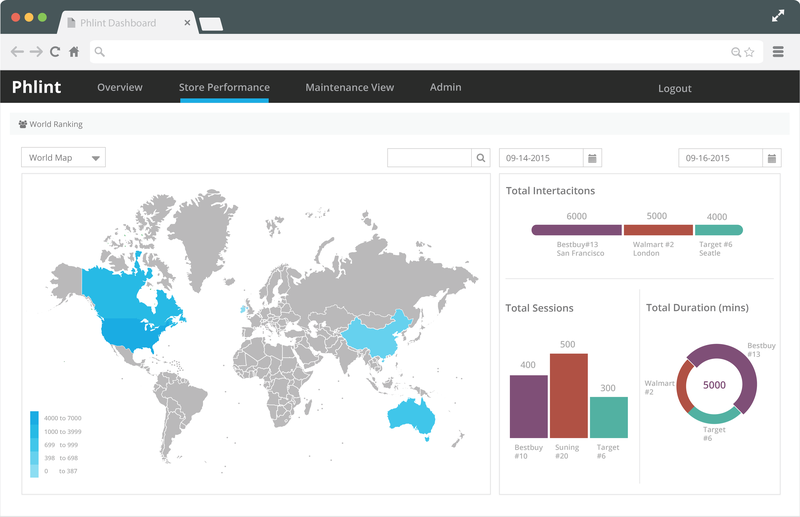 Phlint Dashboard
Phlint
Overview
Store Performance
Maintenance View
Admin
Logout
World Ranking
World Map
09-14-2015
09-16-2015
Total Intertacitons
6000
5000
4000
Bestbuy#13
San Francisco
Walmart #2
London
Target #6
Seatle
Total Sessions
400
500
300
Bestbuy
#10
Suning
#20
Target
#6
Total Duration (mins)
Bestbuy
#13
Walmart
#2
5000
Target
#6
4000 to 7000
1000 to 3999
699 to 999
398 to 698
0 to 387